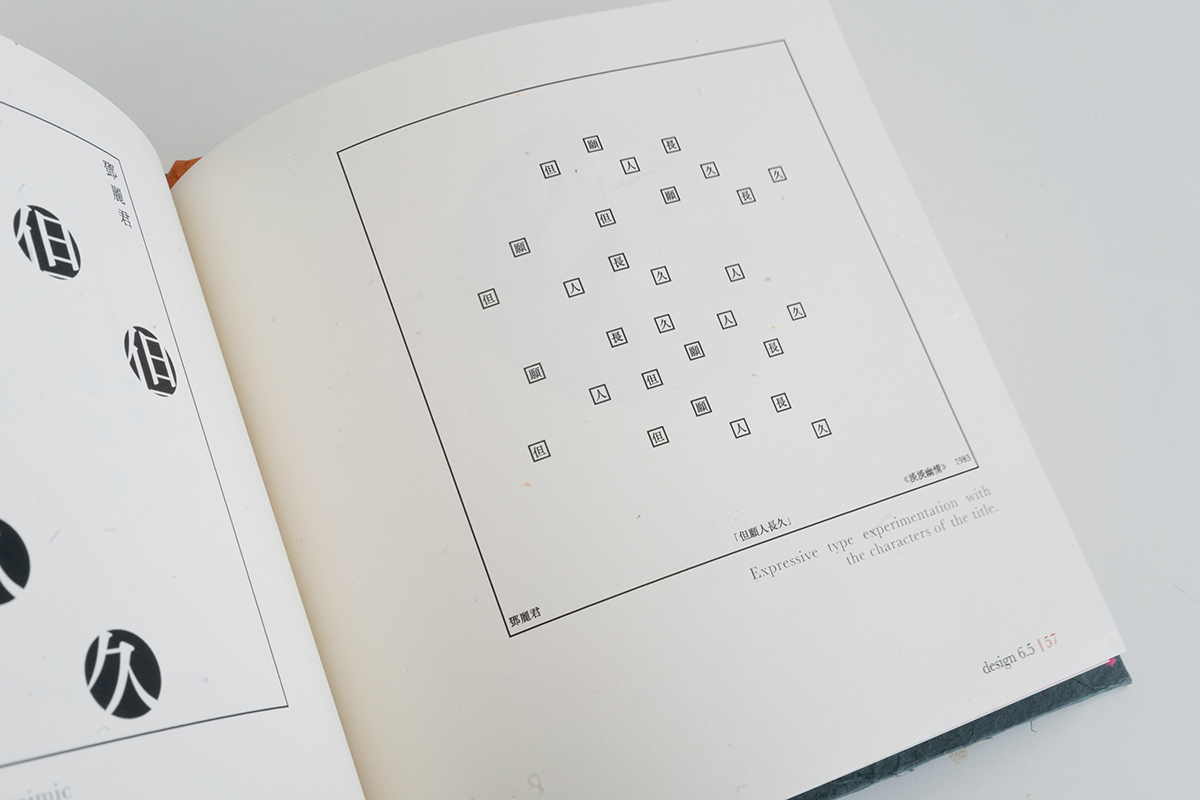 鄧麗君
但
但
久
imic
願
長
但
人
久
久
願
長
但
願
長
久
人
人
但
長
久
人
久
願
長
願
但
人
願
長
但
但
人
久
《淡淡幽情》 1983
「但願人長久」
鄧麗君
Expressive type experimentation with
the characters of the title.
design 6.5 | 57